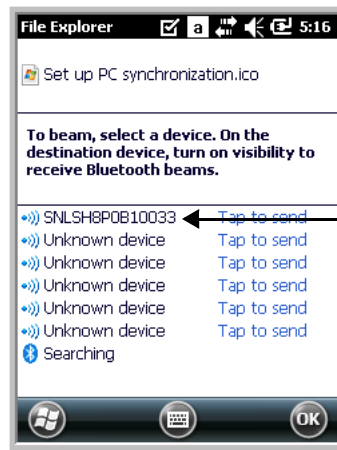 File Explorer a 5:16
Set up PC synchronization.ico
To beam, select a device. On the
destination device, turn on visibility to
receive Bluetooth beams.
SNLSH8P0B10033 Tap to send
Unknown device Tap to send
Unknown device Tap to send
Unknown device Tap to send
Unknown device Tap to send
Unknown device Tap to send
Searching
OK